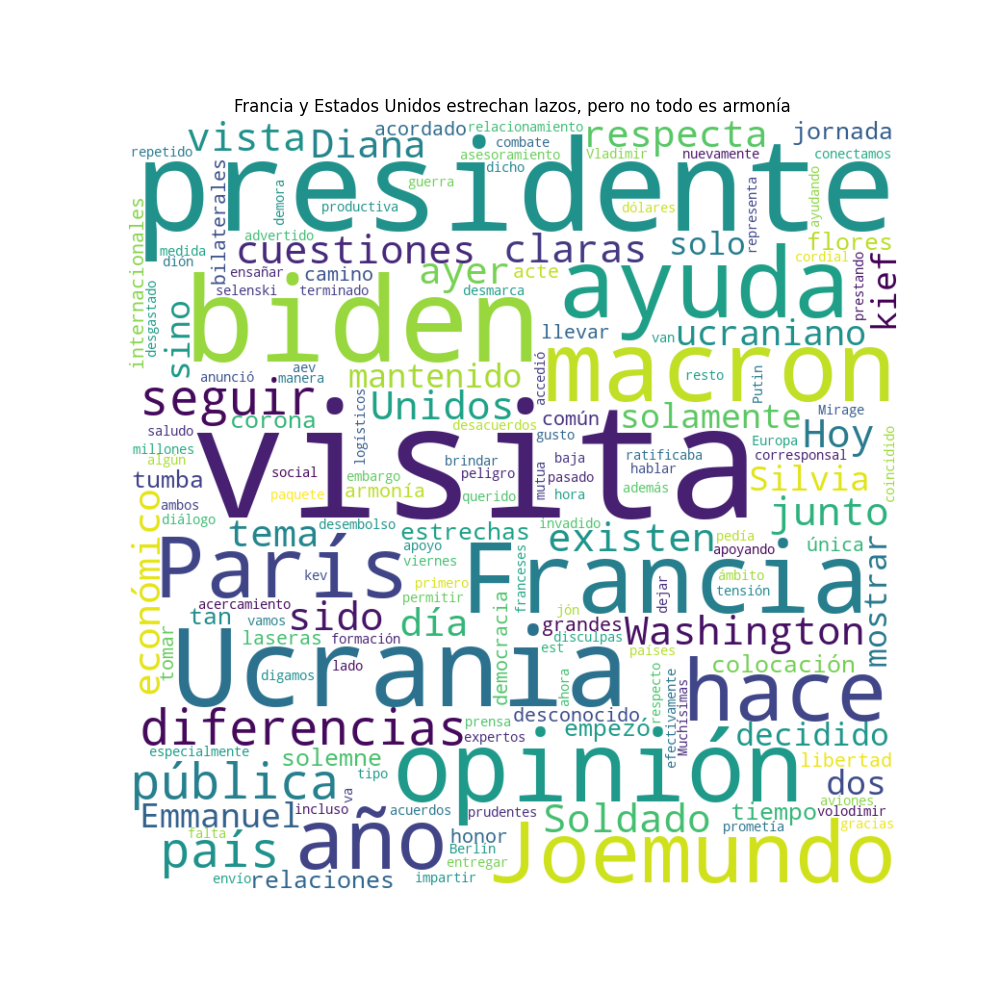 Francia y Estados Unidos estrechan lazos, pero no todo es armonía
repetido
vista
Diana
acordado
relacionamiento
combate
asesoramiento
dicho
Vladimir
respecta
nuevamente
jornada
conectamos
presidente
guerra
demora
productiva
dólares
representa
ayudando
flores
cordial
internacionales
bilaterales
medida
dión
desgastado
advertido
cuestiones
claras
solo
ensañar
camino
selenski
terminado
ayer
acte
desmarca
ayuda
prestando
kief
sino
biden
llevar
van
ucraniano
macron
anunció
aev
manera
mantenido
accedió
resto
Putin
seguir
corona
Unidos
desacuerdos
común
gusto
solamente
Mirage
Europa
Hoy
corresponsal
coincidido
saludo
millones
algún
logísticos
visita
tumba
social
paquete
embargo
armonía
brindar
peligro
querido
mutua
baja
pasado
hora
ratificaba
hablar
además
Silvia
ambos
diálogo
económico
tema
desembolso
estrechas
invadido
existen
pedía
apoyando
junto
única
París
apoyo
viernes
kev
primero
permitir
franceses
Francia
dejar
ámbito
tensión
mostrar
acercamiento
tan
vamos
laseras
sido
formación
día
democracia
jón
grandes
disculpas
est
Washington
países
colocación
tomar
lado
digamos
Ucrania
ahora
respecto
efectivamente
Muchísimas
hace
diferencias
prensa
expertos
desconocido
empezó
decidido
especialmente
solemne
tipo
opinión
libertad
pública
va
dos
aviones
Emmanuel
incluso
acuerdos
prudentes
Soldado
tiempo
volodimir
prometía
gracias
falta
año
honor
Berlín
país
entregar
Joemundo
envío
relaciones
impartir